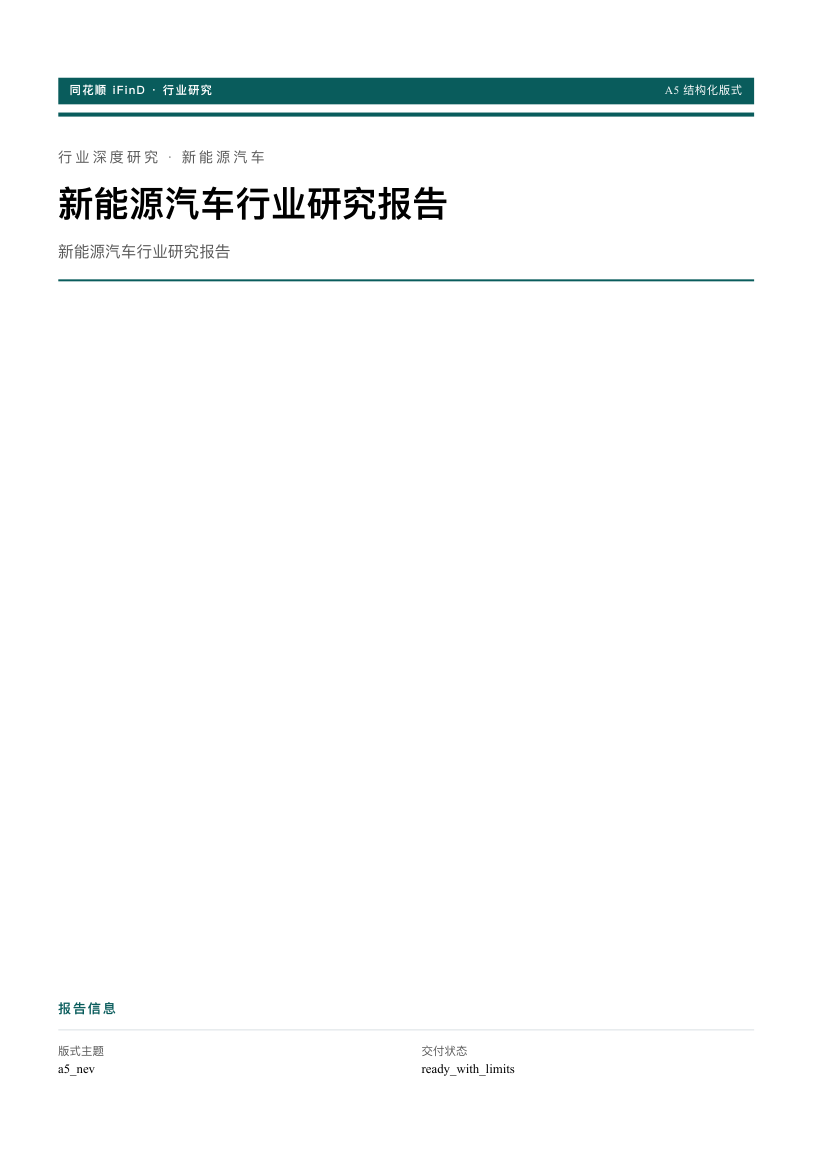 同花顺 iFinD · 行业研究
A5 结构化版式
行业深度研究 · 新能源汽车
新能源汽车行业研究报告
新能源汽车行业研究报告
报告信息
版式主题
a5_nev
交付状态
ready_with_limits